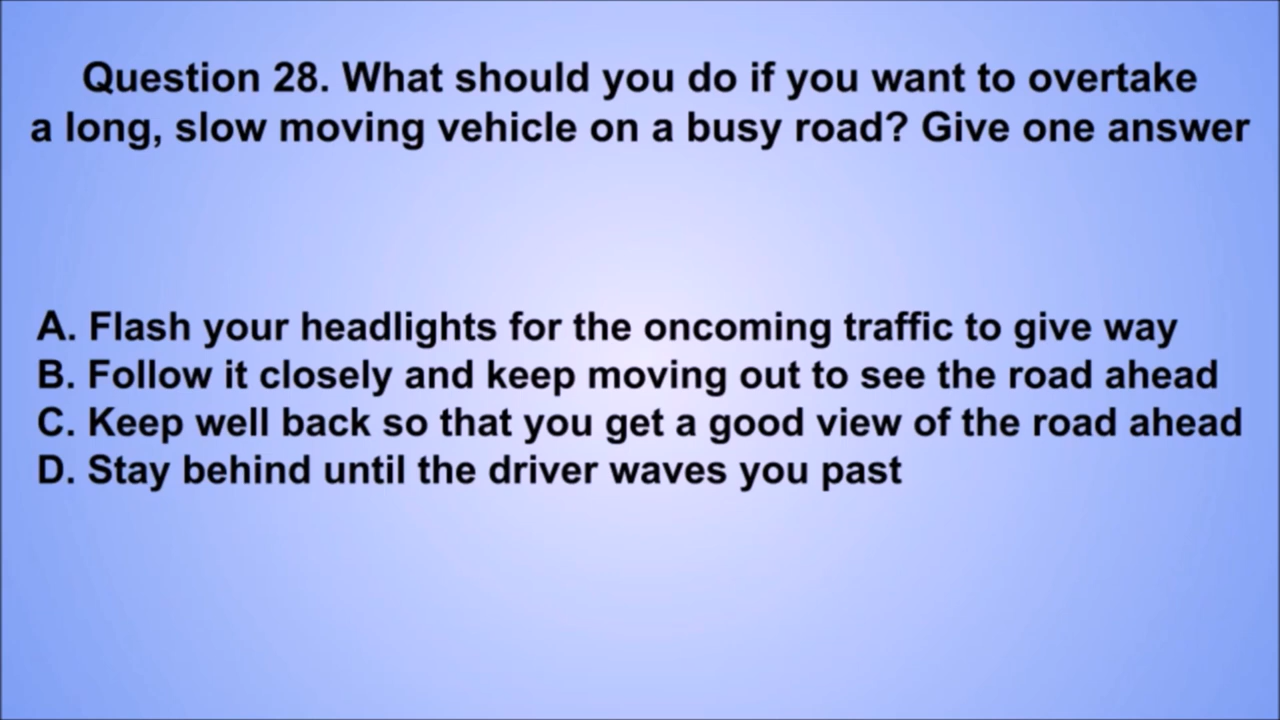 Question 28. What should you do if you want to overtake
a long, slow moving vehicle on a busy road? Give one answer
A. Flash your headlights for the oncoming traffic to give way
B. Follow it closely and keep moving out to see the road ahead
C. Keep well back so that you get a good view of the road ahead
D. Stay behind until the driver waves you past